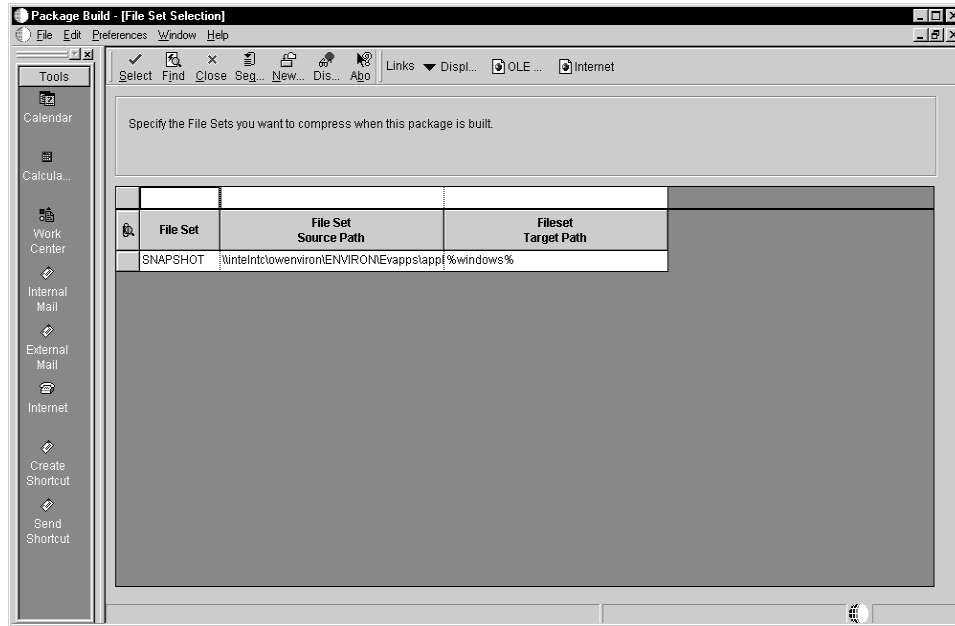 Package Build - [File Set Selection]
File Edit Preferences Window Help
Tools
Calendar
Calcula...
Work
Center
Internal
Mail
External
Mail
Internet
Create
Shortcut
Send
Shortcut
Select Find Close Seq... New... Dis... Abo Links Displ... OLE ... Internet
Specify the File Sets you want to compress when this package is built.
File Set
File Set
Source Path
Fileset
Target Path
SNAPSHOT \\intelntc\owenviron\ENVIRON\Evapps\appl %windows%